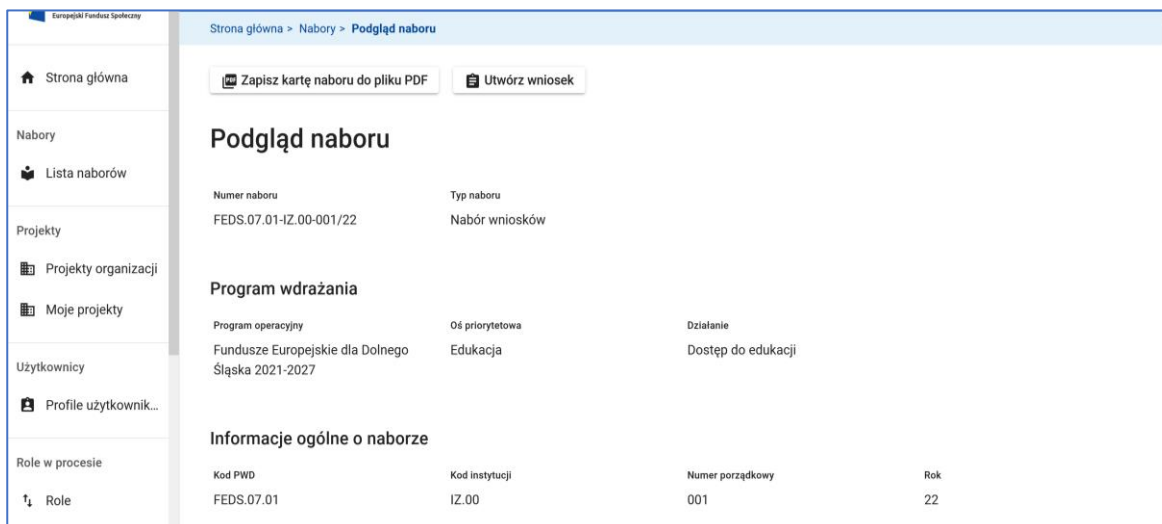 Europejski Fundusz Społeczny
Strona główna > Nabory > Podgląd naboru
Strona główna
Nabory
Lista naborów
Projekty
Projekty organizacji
Moje projekty
Użytkownicy
Profile użytkownik...
Role w procesie
Role
PDF Zapisz kartę naboru do pliku PDF
Utwórz wniosek
Podgląd naboru
Numer naboru
Typ naboru
FEDS.07.01-IZ.00-001/22
Nabór wniosków
Program wdrażania
Program operacyjny
Oś priorytetowa
Działanie
Fundusze Europejskie dla Dolnego
Śląska 2021-2027
Edukacja
Dostęp do edukacji
Informacje ogólne o naborze
Kod PWD
Kod instytucji
Numer porządkowy
Rok
FEDS.07.01
IZ.00
001
22